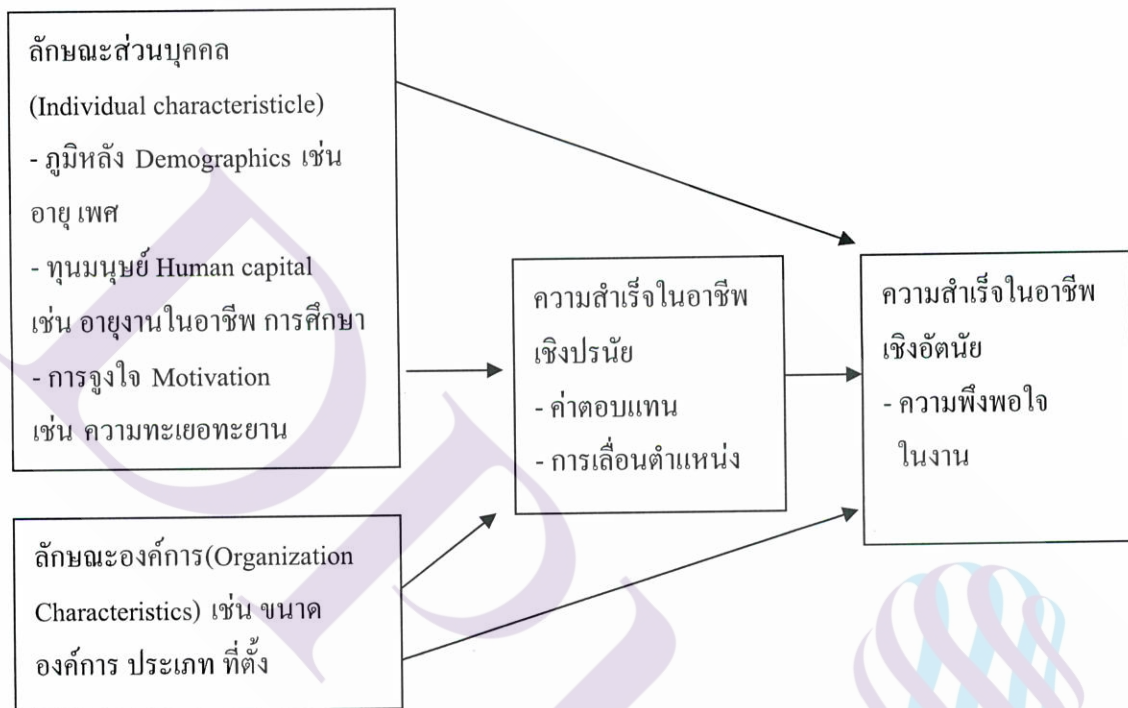 ลักษณะส่วนบุคคล
(Individual characteristicle)
- ภูมิหลัง Demographics เช่น
อายุ เพศ
- ทุนมนุษย์ Human capital
เช่น อายุงานในอาชีพ การศึกษา
- การจูงใจ Motivation
เช่น ความทะเยอทะยาน
ลักษณะองค์การ(Organization
Characteristics) เช่น ขนาด
องค์การ ประเภท ที่ตั้ง
ความสำเร็จในอาชีพ
เชิงปรนัย
- ค่าตอบแทน
- การเลื่อนตำแหน่ง
ความสำเร็จในอาชีพ
เชิงอัตนัย
- ความพึงพอใจ
ในงาน